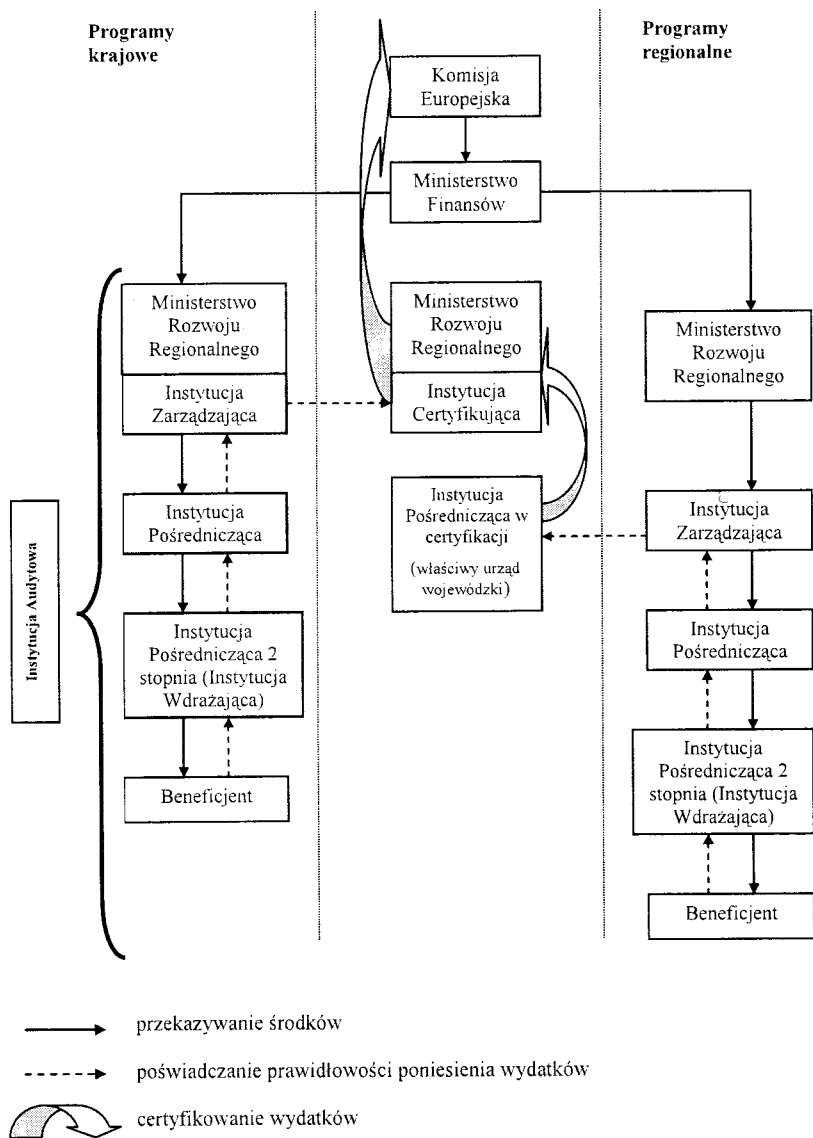 Programy
krajowe
Programy
regionalne
Komisja
Europejska
Ministerstwo
Finansów
Ministerstwo
Rozwoju
Regionalnego
Instytucja
Zarządzająca
Instytucja
Pośrednicząca
Instytucja
Pośrednicząca 2
stopnia (Instytucja
Wdrażająca)
Beneficjent
Instytucja Audytowa
Ministerstwo
Rozwoju
Regionalnego
Instytucja
Certyfikująca
Instytucja
Pośrednicząca w
certyfikacji
(właściwy urząd
wojewódzki)
Ministerstwo
Rozwoju
Regionalnego
Instytucja
Zarządzająca
Instytucja
Pośrednicząca
Instytucja
Pośrednicząca 2
stopnia (Instytucja
Wdrażająca)
Beneficjent
przekazywanie środków
poświadczanie prawidłowości poniesienia wydatków
certyfikowanie wydatków